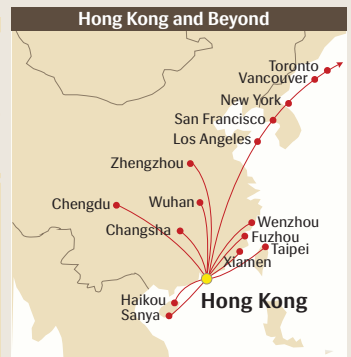 Hong Kong and Beyond
Toronto
Vancouver
New York
San Francisco
Los Angeles
Zhengzhou
Chengdu
Wuhan
Changsha
Wenzhou
Fuzhou
Taipei
Xiamen
Haikou
Hong Kong
Sanya